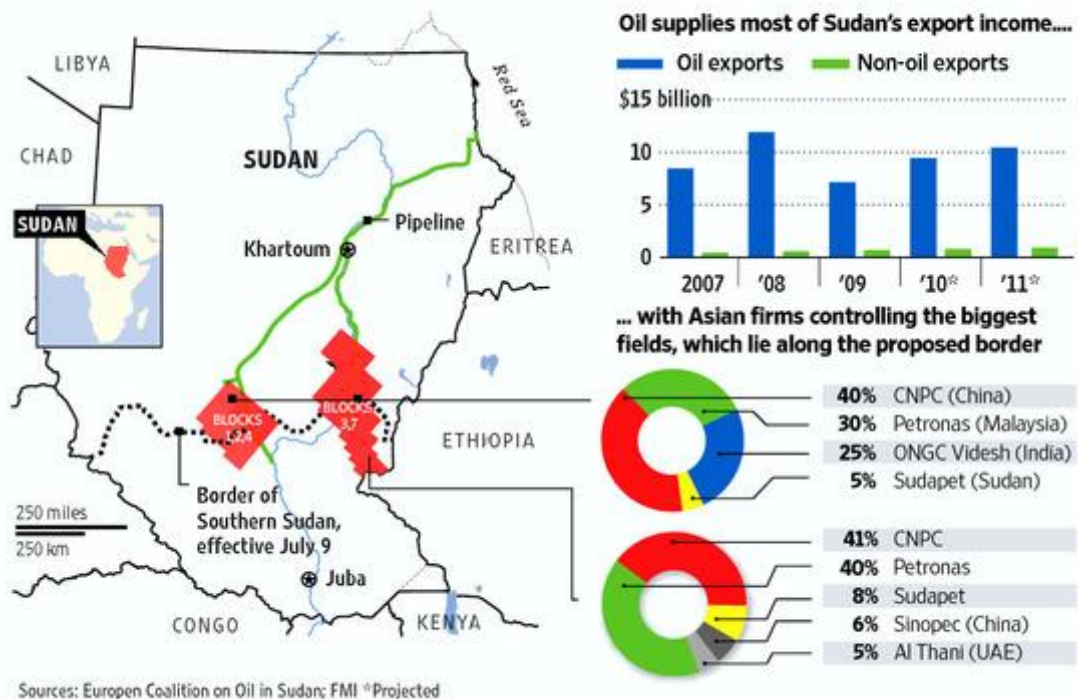 LIBYA
CHAD
SUDAN
Red Sea
SUDAN
Pipeline
Khartoum
ERITREA
BLOCKS
1,2,4
BLOCKS
3,7
ETHIOPIA
Border of
Southern Sudan,
effective July 9
250 miles
250 km
Juba
CONGO
KENYA
Oil supplies most of Sudan's export income....
Oil exports
Non-oil exports
$15 billion
10
5
0
2007
'08
'09
'10*
'11*
... with Asian firms controlling the biggest
fields, which lie along the proposed border
40% CNPC (China)
30% Petronas (Malaysia)
25% ONGC Videsh (India)
5% Sudapet (Sudan)
41% CNPC
40% Petronas
8% Sudapet
6% Sinopec (China)
5% Al Thani (UAE)
Sources: Europen Coalition on Oil in Sudan; FMI *Projected